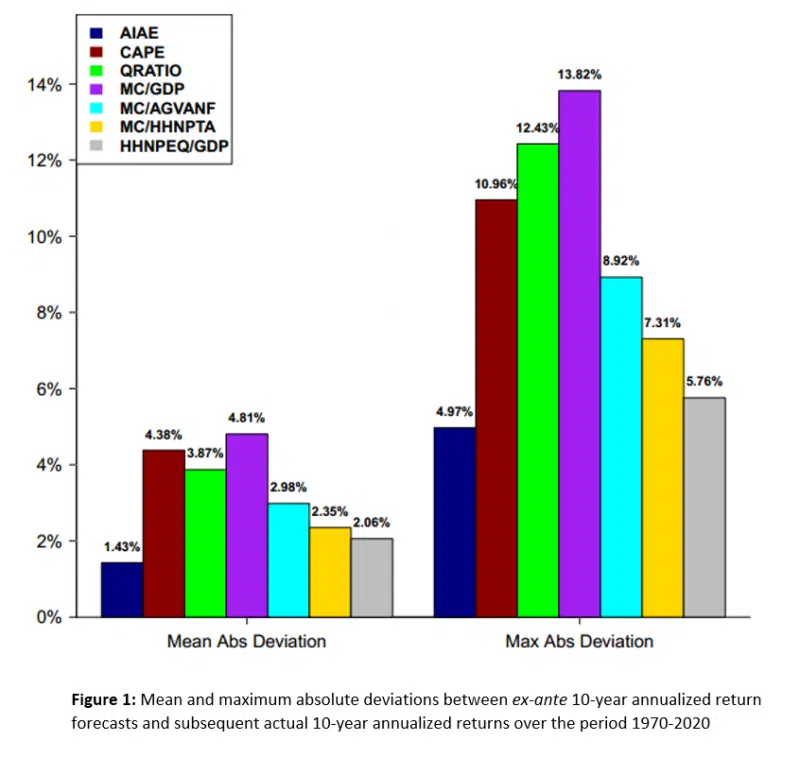 AIAE
CAPE
QRATIO
MC/GDP
MC/AGVANF
MC/HHNPTA
HHNPEQ/GDP
14%
12%
10%
8%
6%
4%
2%
0%
1.43%
4.38%
3.87%
4.81%
2.98%
2.35%
2.06%
4.97%
10.96%
12.43%
13.82%
8.92%
7.31%
5.76%
Mean Abs Deviation
Max Abs Deviation
Figure 1: Mean and maximum absolute deviations between ex-ante 10-year annualized return
forecasts and subsequent actual 10-year annualized returns over the period 1970-2020